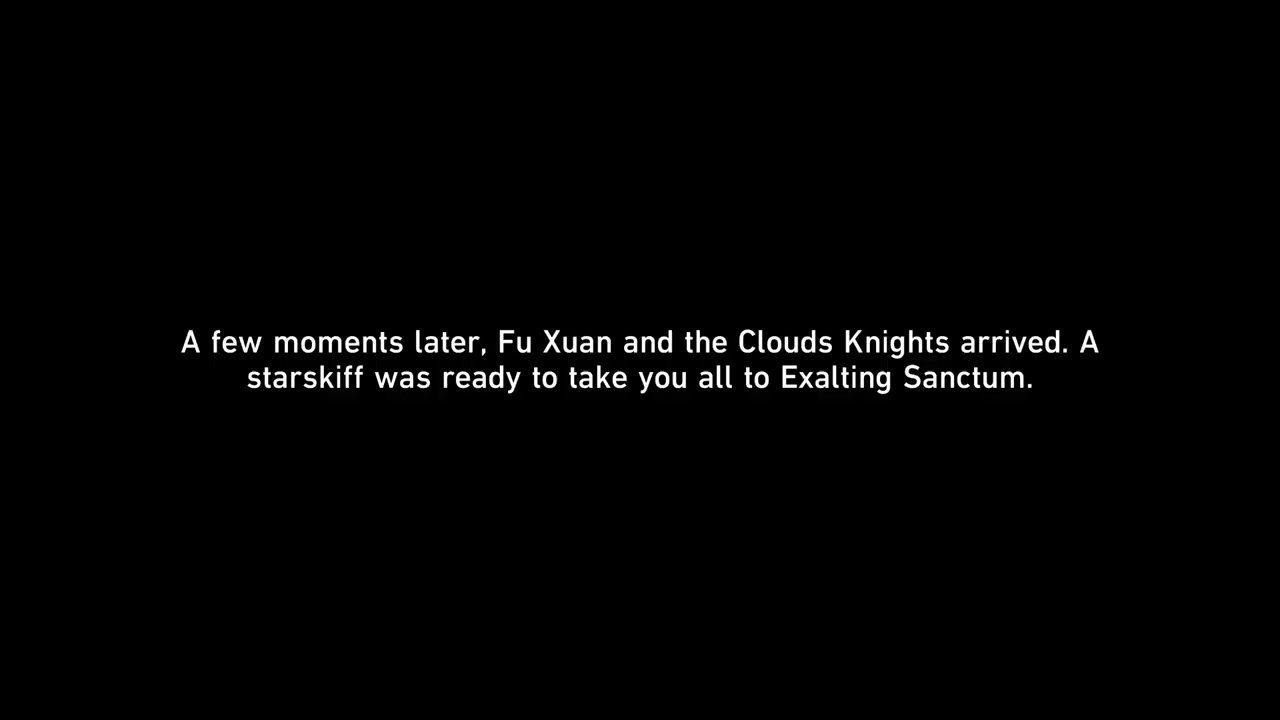 A few moments later, Fu Xuan and the Clouds Knights arrived. A
starskiff was ready to take you all to Exalting Sanctum.